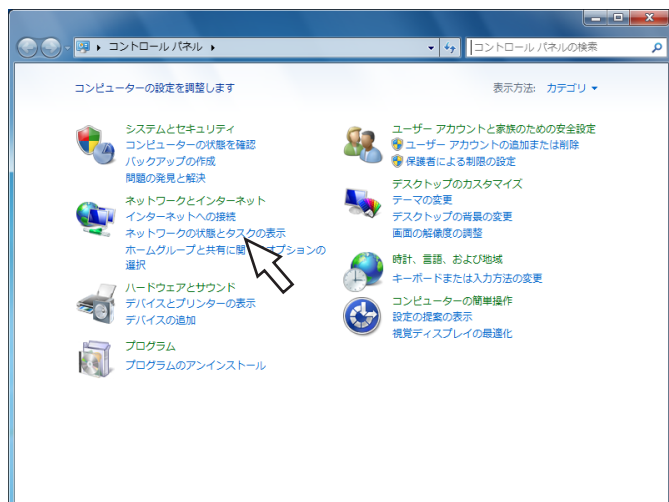 コントロール パネル
コントロール パネルの検索
コンピューターの設定を調整します
表示方法: カテゴリ
システムとセキュリティ
コンピューターの状態を確認
バックアップの作成
問題の発見と解決
ネットワークとインターネット
インターネットへの接続
ネットワークの状態とタスクの表示
ホームグループと共有に関 オプションの
選択
ハードウェアとサウンド
デバイスとプリンターの表示
デバイスの追加
プログラム
プログラムのアンインストール
ユーザー アカウントと家族のための安全設定
ユーザー アカウントの追加または削除
保護者による制限の設定
デスクトップのカスタマイズ
テーマの変更
デスクトップの背景の変更
画面の解像度の調整
時計、言語、および地域
キーボードまたは入力方法の変更
コンピューターの簡単操作
設定の提案の表示
視覚ディスプレイの最適化